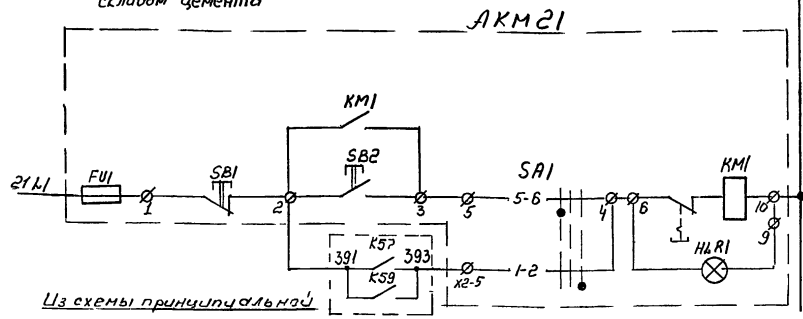 складом цемента
АКМ21
КМ1
SB2
SA1
21Л1
FU1
SB1
КМ1
1
2
3
5
5-6
4
6
10
9
HLR1
391
К57
393
К59
Х2-5
1-2
Из схемы принципиальной